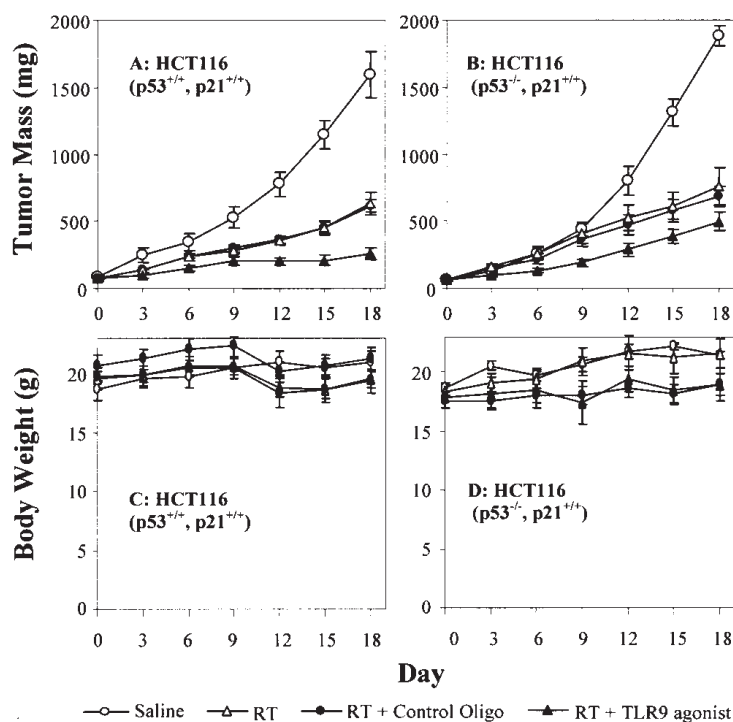 Tumor Mass (mg)
2000
1500
1000
500
0
A: HCT116
(p53+/+, p21+/+)
0 3 6 9 12 15 18
2000
1500
1000
500
0
B: HCT116
(p53-/-, p21+/+)
0 3 6 9 12 15 18
Body Weight (g)
20
15
10
5
0
C: HCT116
(p53+/+, p21+/+)
0 3 6 9 12 15 18
20
15
10
5
0
D: HCT116
(p53-/-, p21+/+)
0 3 6 9 12 15 18
Day
Saline RT RT + Control Oligo RT + TLR9 agonist